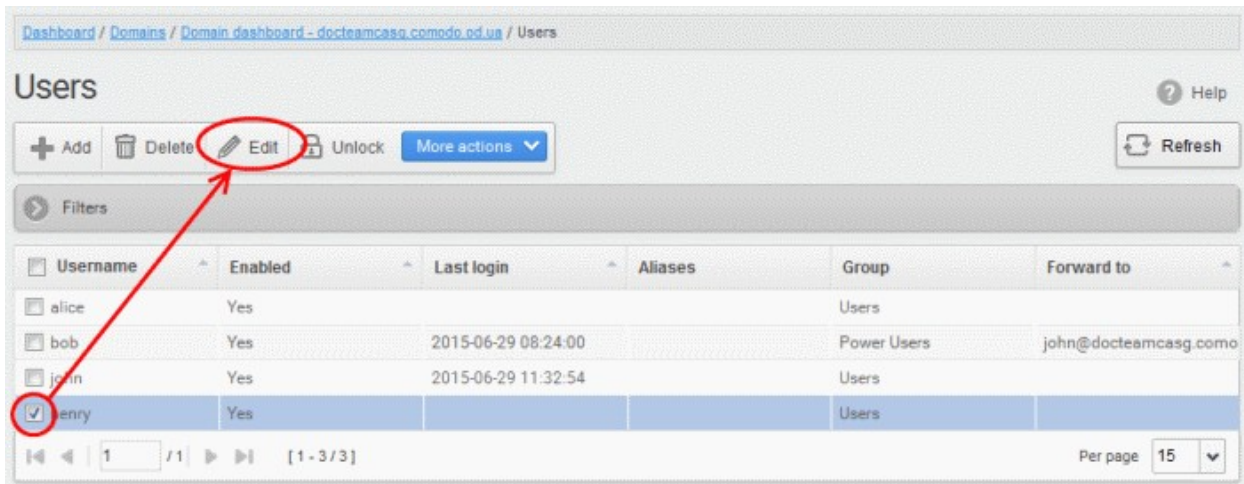 Dashboard / Domains / Domain dashboard - docteamcasg.comodo.od.ua / Users
Users
Help
Add Delete Edit Unlock More actions Refresh
Filters
Username Enabled Last login Aliases Group Forward to
alice Yes Users
bob Yes 2015-06-29 08:24:00 Power Users john@docteamcasg.como
john Yes 2015-06-29 11:32:54 Users
henry Yes Users
1 / 1 [1 - 3 / 3] Per page 15